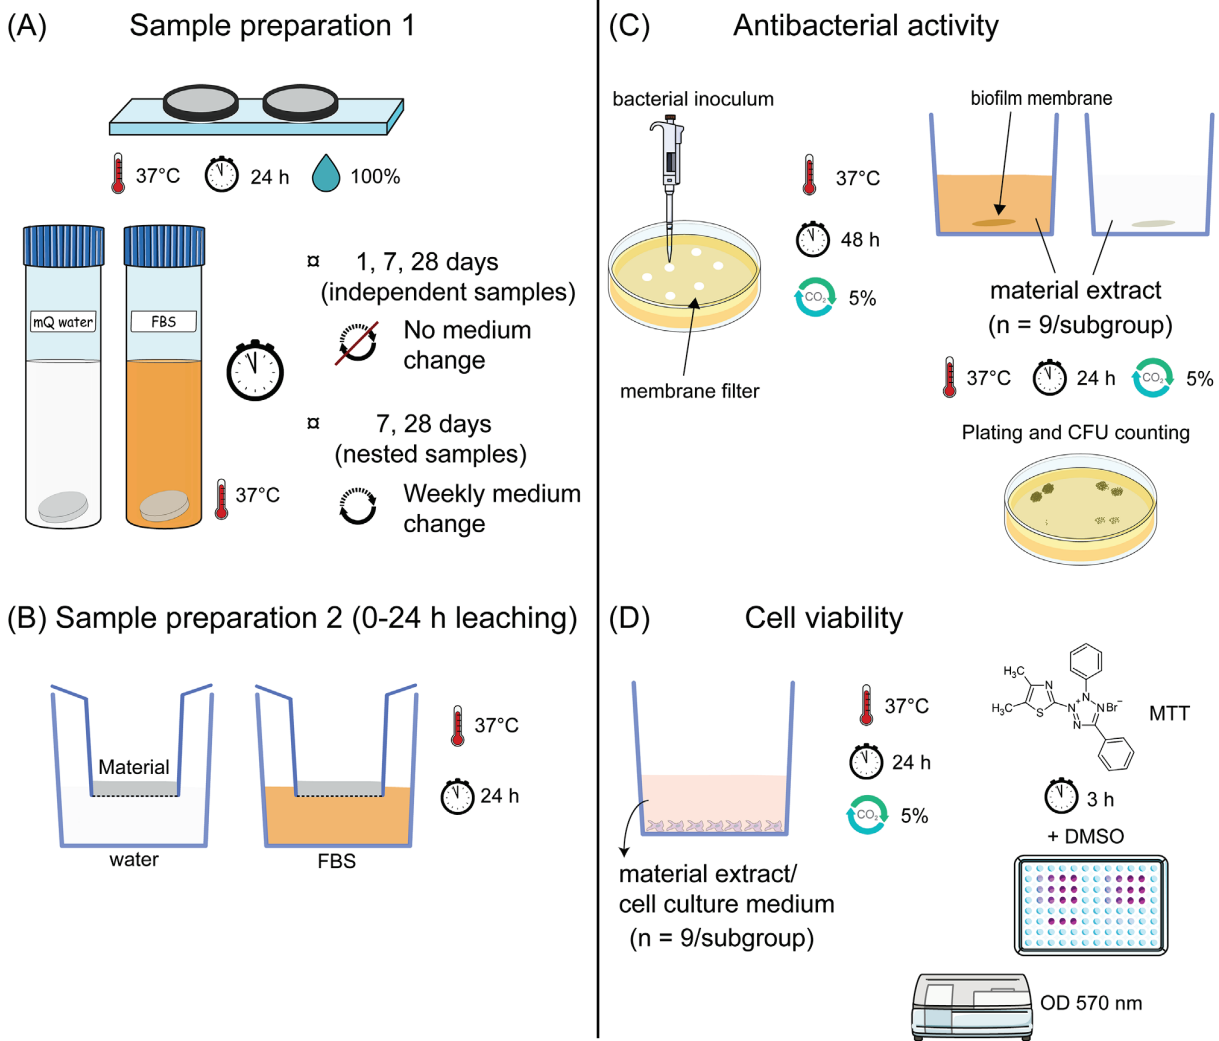 (A) Sample preparation 1
37°C 24 h 100%
mQ water
FBS
¤ 1, 7, 28 days
(independent samples)
No medium
change
¤ 7, 28 days
(nested samples)
37°C
Weekly medium
change
(B) Sample preparation 2 (0-24 h leaching)
Material
water
FBS
37°C
24 h
(C) Antibacterial activity
bacterial inoculum
membrane filter
37°C
48 h
CO2 5%
biofilm membrane
material extract
(n = 9/subgroup)
37°C 24 h CO2 5%
Plating and CFU counting
(D) Cell viability
material extract/
cell culture medium
(n = 9/subgroup)
37°C
24 h
CO2 5%
H3C
H3C
N
S
N
N
+
N
N
Br−
MTT
3 h
+ DMSO
OD 570 nm